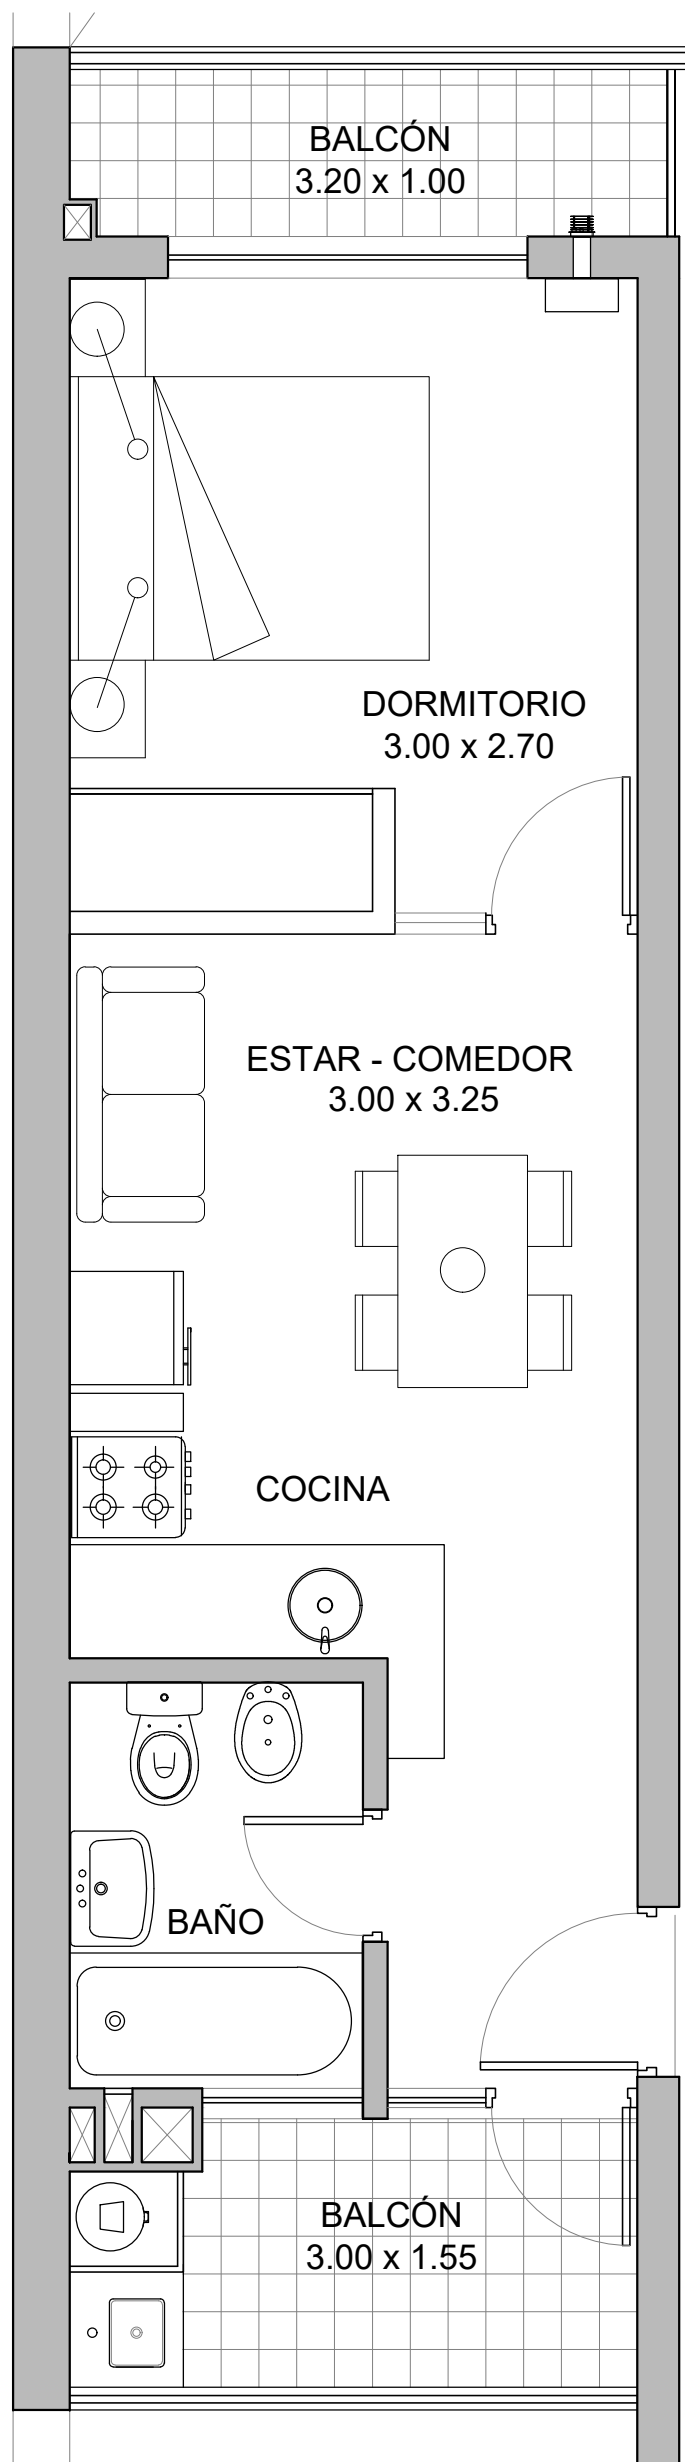 BALCÓN
3.20 x 1.00
DORMITORIO
3.00 x 2.70
ESTAR - COMEDOR
3.00 x 3.25
COCINA
BAÑO
BALCÓN
3.00 x 1.55